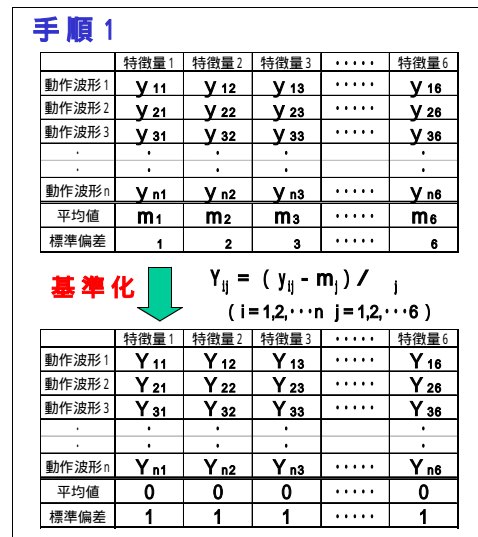 手順1
特徴量1 特徴量2 特徴量3 ····· 特徴量6
動作波形1 y11 y12 y13 ····· y16
動作波形2 y21 y22 y23 ····· y26
動作波形3 y31 y32 y33 ····· y36
· · · · ·
· · · · ·
動作波形n yn1 yn2 yn3 ····· yn6
平均値 m1 m2 m3 ····· m6
標準偏差 1 2 3 ····· 6
基準化 Yij = ( yij - mj ) / j
( i=1,2,···n j=1,2,···6 )
特徴量1 特徴量2 特徴量3 ····· 特徴量6
動作波形1 Y11 Y12 Y13 ····· Y16
動作波形2 Y21 Y22 Y23 ····· Y26
動作波形3 Y31 Y32 Y33 ····· Y36
· · · · ·
· · · · ·
動作波形n Yn1 Yn2 Yn3 ····· Yn6
平均値 0 0 0 ····· 0
標準偏差 1 1 1 ····· 1